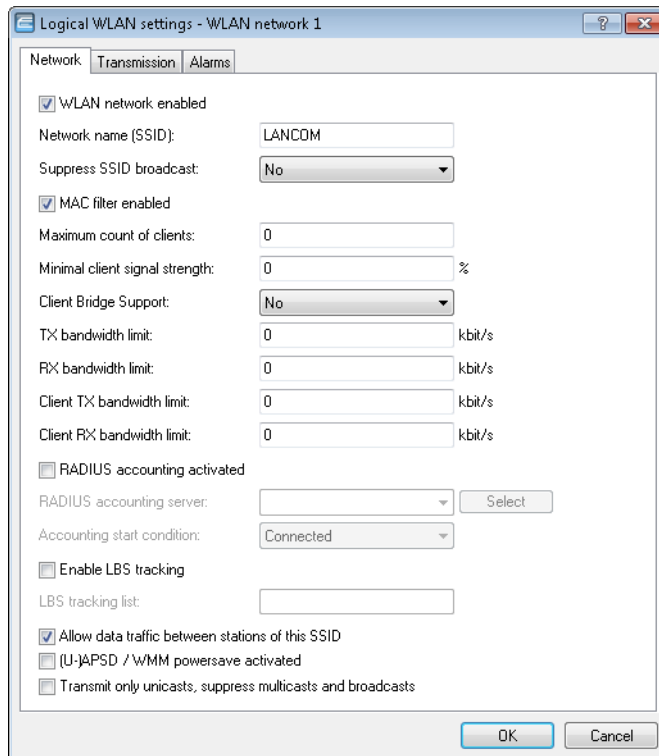 Logical WLAN settings - WLAN network 1
Network Transmission Alarms
WLAN network enabled
Network name (SSID): LANCOM
Suppress SSID broadcast: No
MAC filter enabled
Maximum count of clients: 0
Minimal client signal strength: 0 %
Client Bridge Support: No
TX bandwidth limit: 0 kbit/s
RX bandwidth limit: 0 kbit/s
Client TX bandwidth limit: 0 kbit/s
Client RX bandwidth limit: 0 kbit/s
RADIUS accounting activated
RADIUS accounting server: Select
Accounting start condition: Connected
Enable LBS tracking
LBS tracking list:
Allow data traffic between stations of this SSID
(U-)APSD / WMM powersave activated
Transmit only unicasts, suppress multicasts and broadcasts
OK Cancel